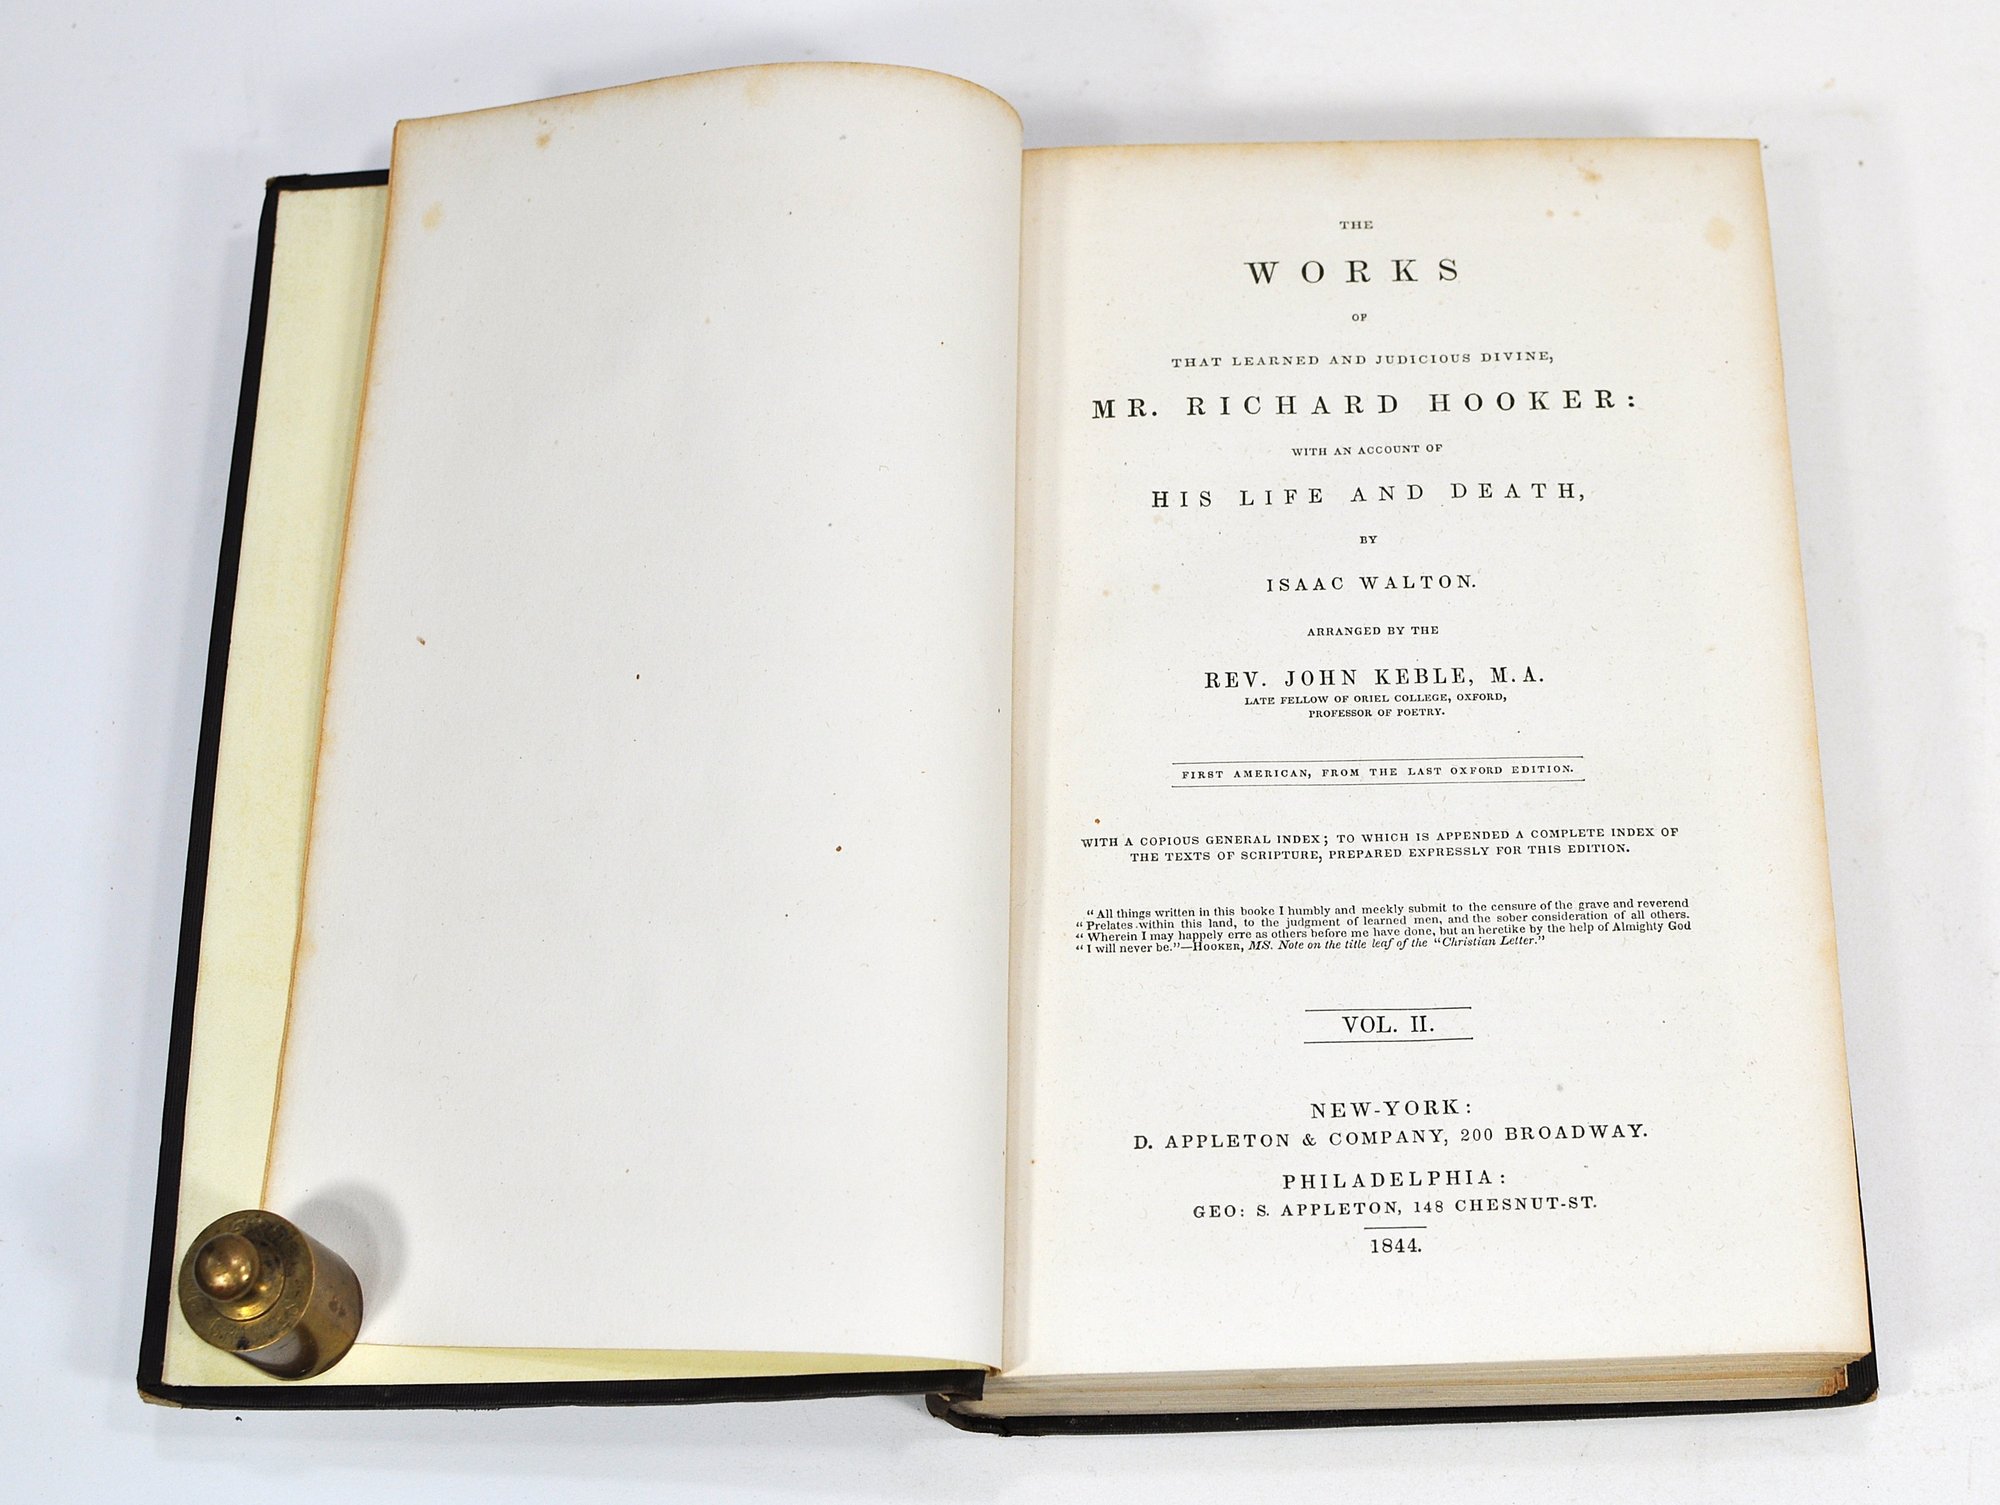 THE
WORKS
OF
THAT LEARNED AND JUDICIOUS DIVINE,
MR. RICHARD HOOKER:
WITH AN ACCOUNT OF
HIS LIFE AND DEATH,
BY
ISAAC WALTON.
ARRANGED BY THE
REV. JOHN KEBLE, M.A.
LATE FELLOW OF ORIEL COLLEGE, OXFORD,
PROFESSOR OF POETRY.
FIRST AMERICAN, FROM THE LAST OXFORD EDITION.
WITH A COPIOUS GENERAL INDEX; TO WHICH IS APPENDED A COMPLETE INDEX OF
THE TEXTS OF SCRIPTURE, PREPARED EXPRESSLY FOR THIS EDITION.
"All things written in this booke I humbly and meekly submit to the censure of the grave and reverend
"Prelates within this land, to the judgment of learned men, and the sober consideration of all others.
"Wherein I may happely erre as others before me have done, but an heretike by the help of Almighty God
"I will never be."—HOOKER, MS. Note on the title leaf of the "Christian Letter."
VOL. II.
NEW-YORK:
D. APPLETON & COMPANY, 200 BROADWAY.
PHILADELPHIA:
GEO: S. APPLETON, 148 CHESNUT-ST.
1844.